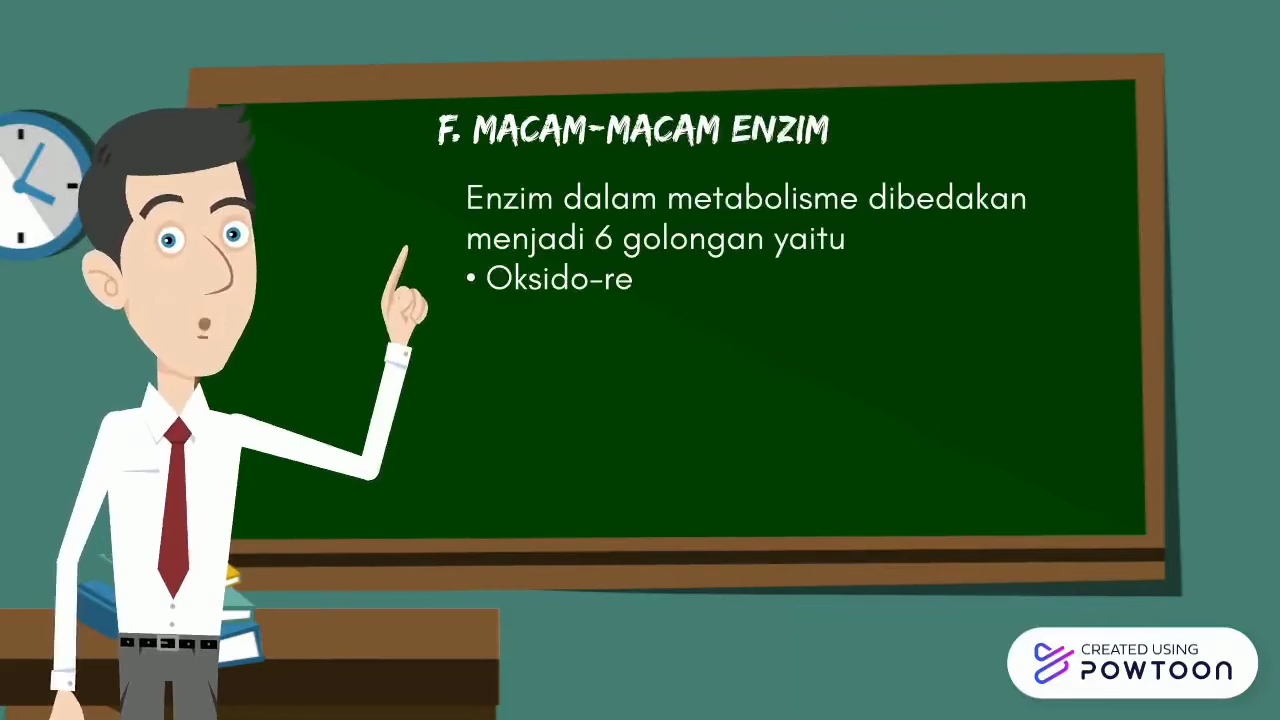 F. MACAM-MACAM ENZIM
Enzim dalam metabolisme dibedakan
menjadi 6 golongan yaitu
• Oksido-re
CREATED USING
POWTOON